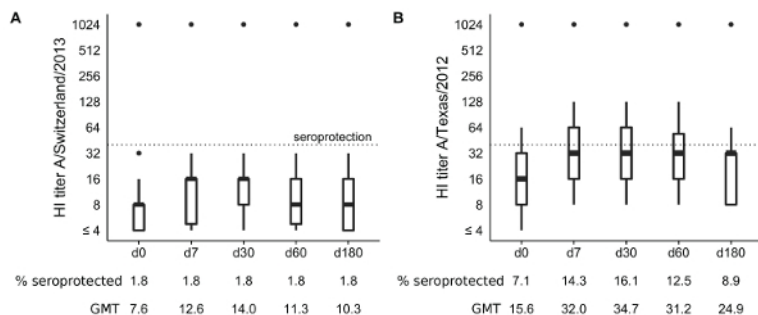 A
B
HI titer A/Switzerland/2013
1024
512
256
128
64
32
16
8
≤ 4
seroprotection
d0 d7 d30 d60 d180
% seroprotected 1.8 1.8 1.8 1.8 1.8
GMT 7.6 12.6 14.0 11.3 10.3
HI titer A/Texas/2012
1024
512
256
128
64
32
16
8
≤ 4
d0 d7 d30 d60 d180
% seroprotected 7.1 14.3 16.1 12.5 8.9
GMT 15.6 32.0 34.7 31.2 24.9